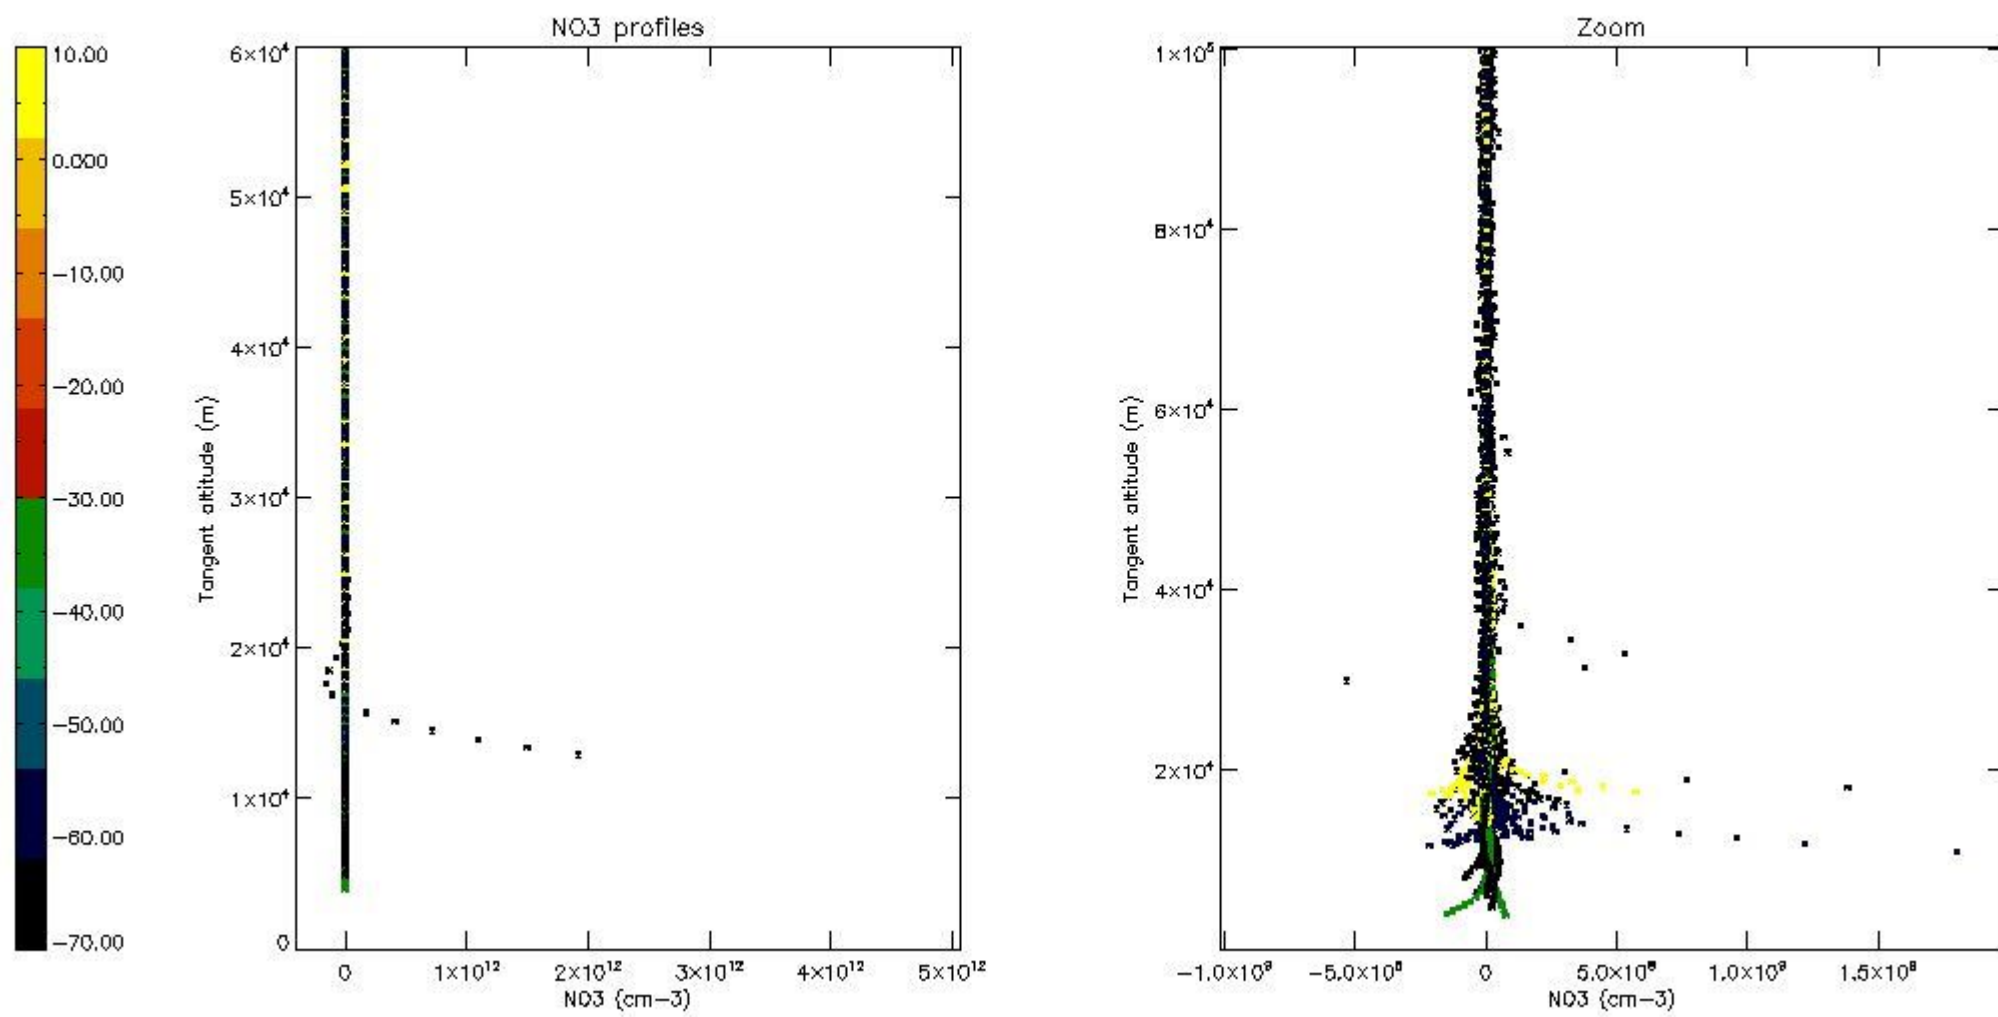 NO3 profiles
Zoom
10.00
0.000
−10.00
−20.00
−30.00
−40.00
−50.00
−60.00
−70.00
6×10⁴
5×10⁴
4×10⁴
3×10⁴
2×10⁴
1×10⁴
0
Tangent altitude (m)
0 1×10¹² 2×10¹² 3×10¹² 4×10¹² 5×10¹²
NO3 (cm−3)
1×10⁵
8×10⁴
6×10⁴
4×10⁴
2×10⁴
Tangent altitude (m)
−1.0×10⁹ −5.0×10⁸ 0 5.0×10⁸ 1.0×10⁹ 1.5×10⁹
NO3 (cm−3)